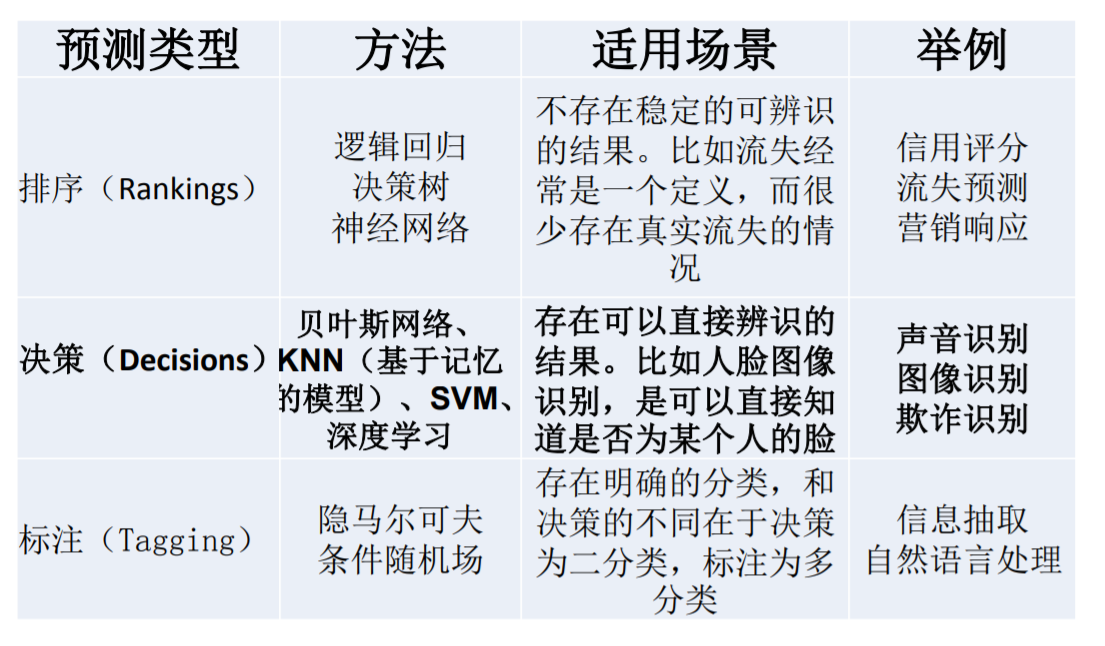 预测类型
方法
适用场景
举例
排序（Rankings）
逻辑回归
决策树
神经网络
不存在稳定的可辨识
的结果。比如流失经
常是一个定义，而很
少存在真实流失的情
况
信用评分
流失预测
营销响应
决策（Decisions）
贝叶斯网络、
KNN（基于记忆
的模型）、SVM、
深度学习
存在可以直接辨识的
结果。比如人脸图像
识别，是可以直接知
道是否为某个人的脸
声音识别
图像识别
欺诈识别
标注（Tagging）
隐马尔可夫
条件随机场
存在明确的分类，和
决策的不同在于决策
为二分类，标注为多
分类
信息抽取
自然语言处理